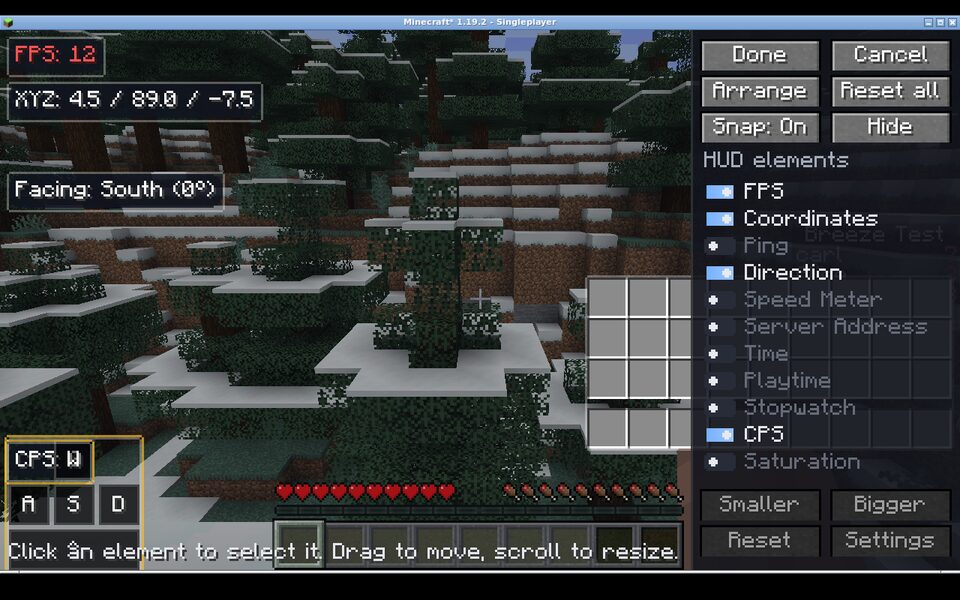 Minecraft* 1.19.2 - Singleplayer
FPS: 12
XYZ: 4.5 / 89.0 / -7.5
Facing: South (0°)
CPS W
A S D
Click an element to select it. Drag to move, scroll to resize.
Done Cancel
Arrange Reset all
Snap: On Hide
HUD elements
FPS
Coordinates
Breeze Test
Ping
Direction
Speed Meter
Server Address
Time
Playtime
Stopwatch
CPS
Saturation
Smaller Bigger
Reset Settings